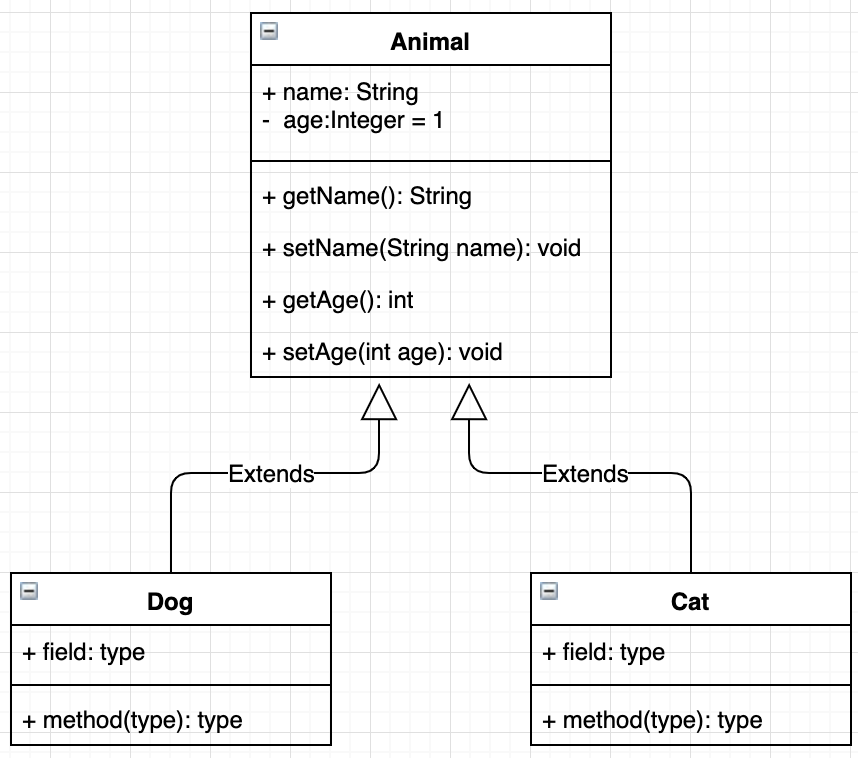 Animal
+ name: String
- age:Integer = 1
+ getName(): String
+ setName(String name): void
+ getAge(): int
+ setAge(int age): void
Extends
Extends
Dog
+ field: type
+ method(type): type
Cat
+ field: type
+ method(type): type